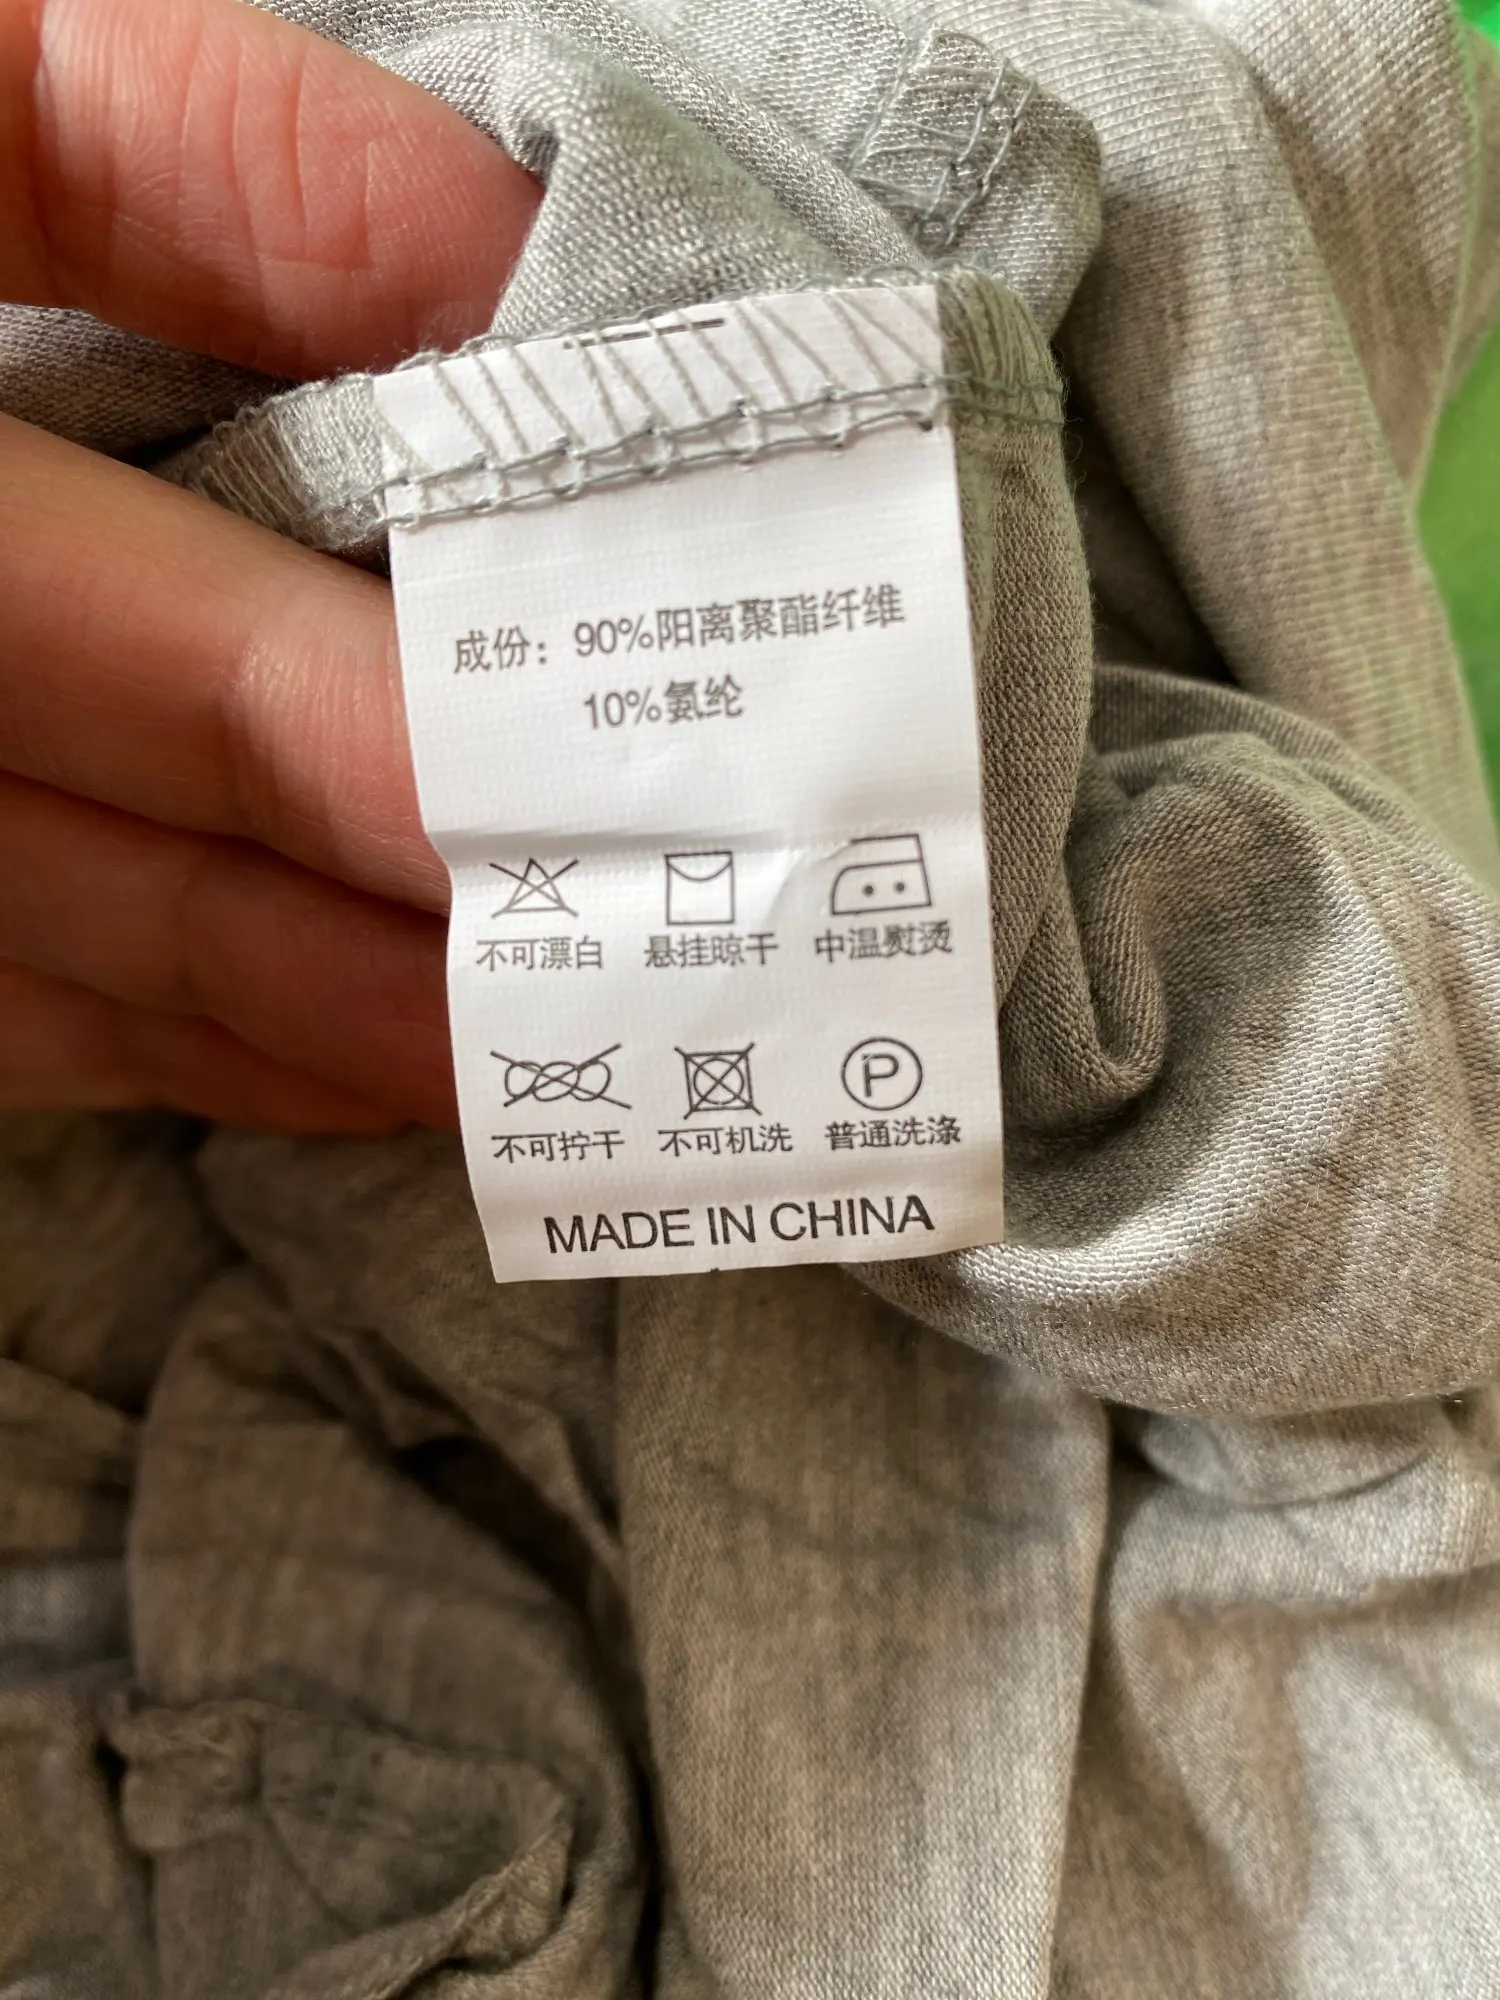 成份：90%阳离聚酯纤维
10%氨纶
不可漂白 悬挂晾干 中温熨烫
P
不可拧干 不可机洗 普通洗涤
MADE IN CHINA